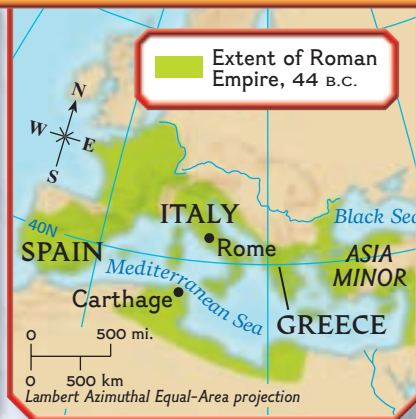 Extent of Roman
Empire, 44 B.C.
N
W
E
S
ITALY
Black Sea
40N
Rome
ASIA
MINOR
SPAIN
Mediterranean Sea
Carthage
GREECE
0 500 mi.
0 500 km
Lambert Azimuthal Equal-Area projection